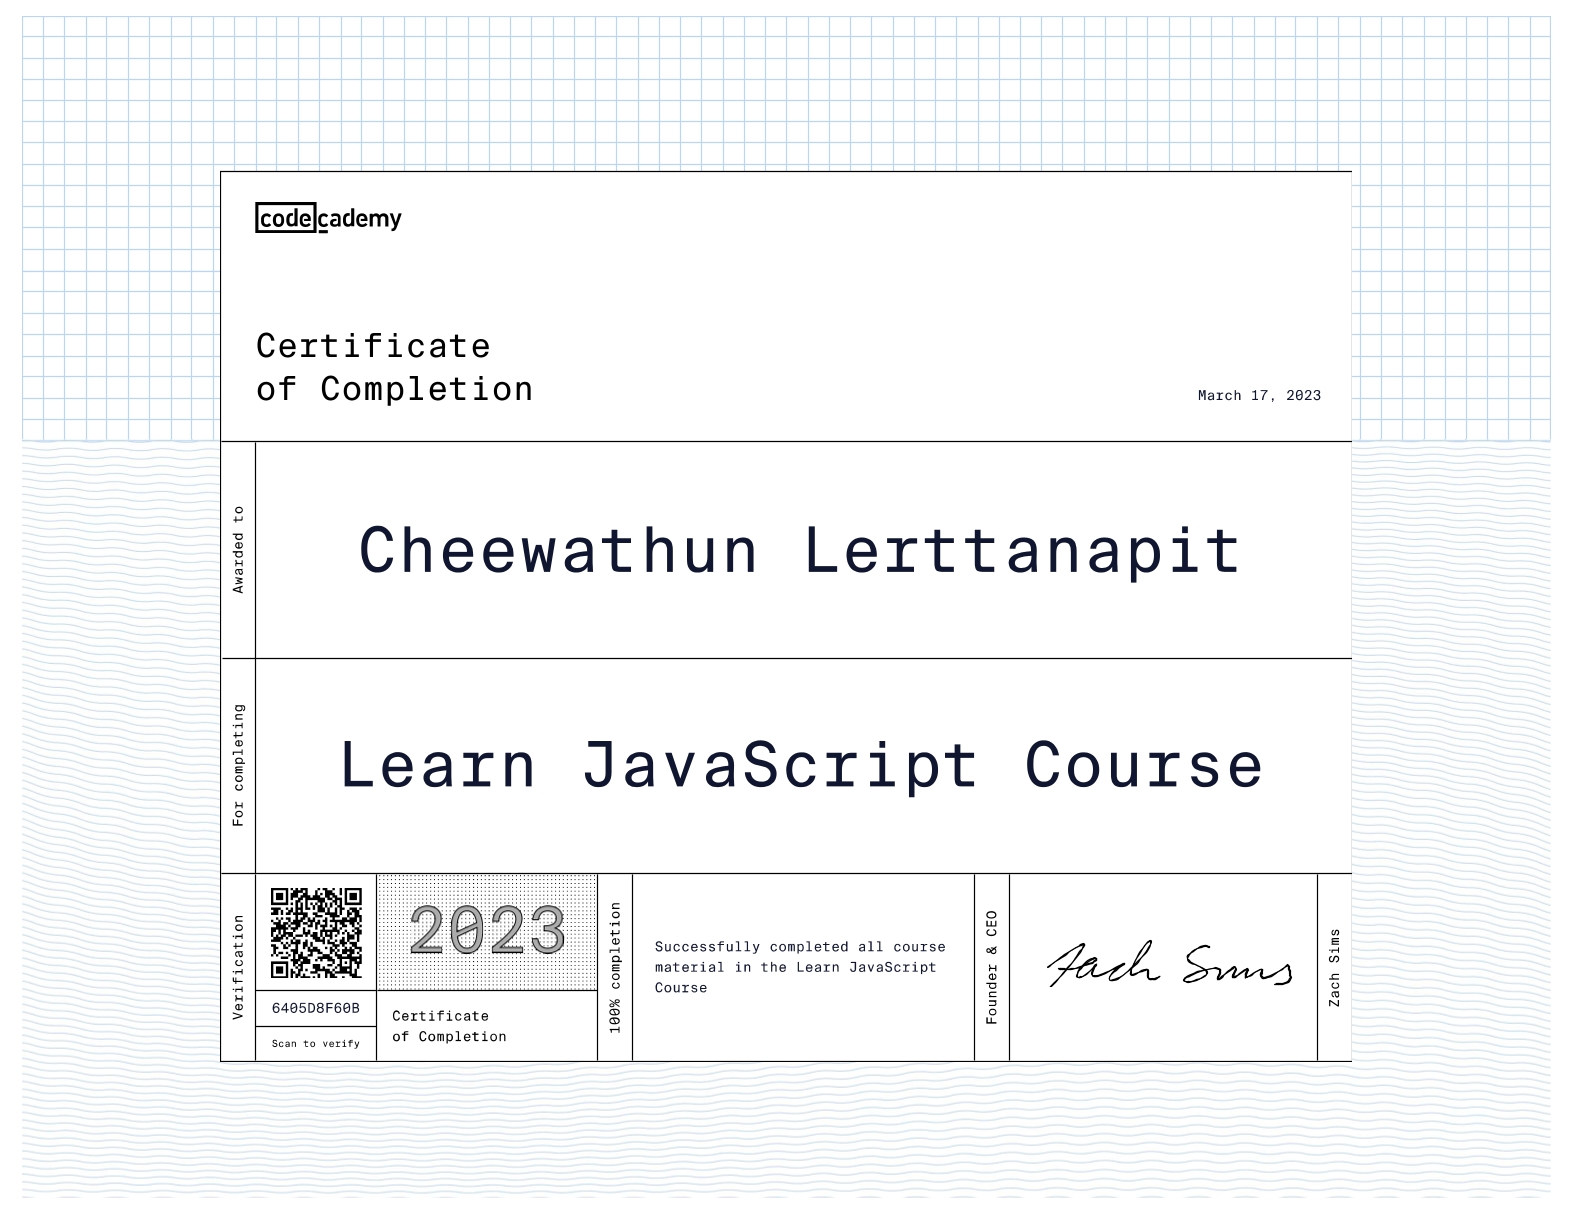 codecademy
Certificate
of Completion
March 17, 2023
Awarded to
Cheewathun Lerttanapit
For completing
Learn JavaScript Course
Verification
6405D8F60B
Scan to verify
2023
Certificate
of Completion
100% completion
Successfully completed all course
material in the Learn JavaScript
Course
Founder & CEO
Zach Sims
Zach Sims